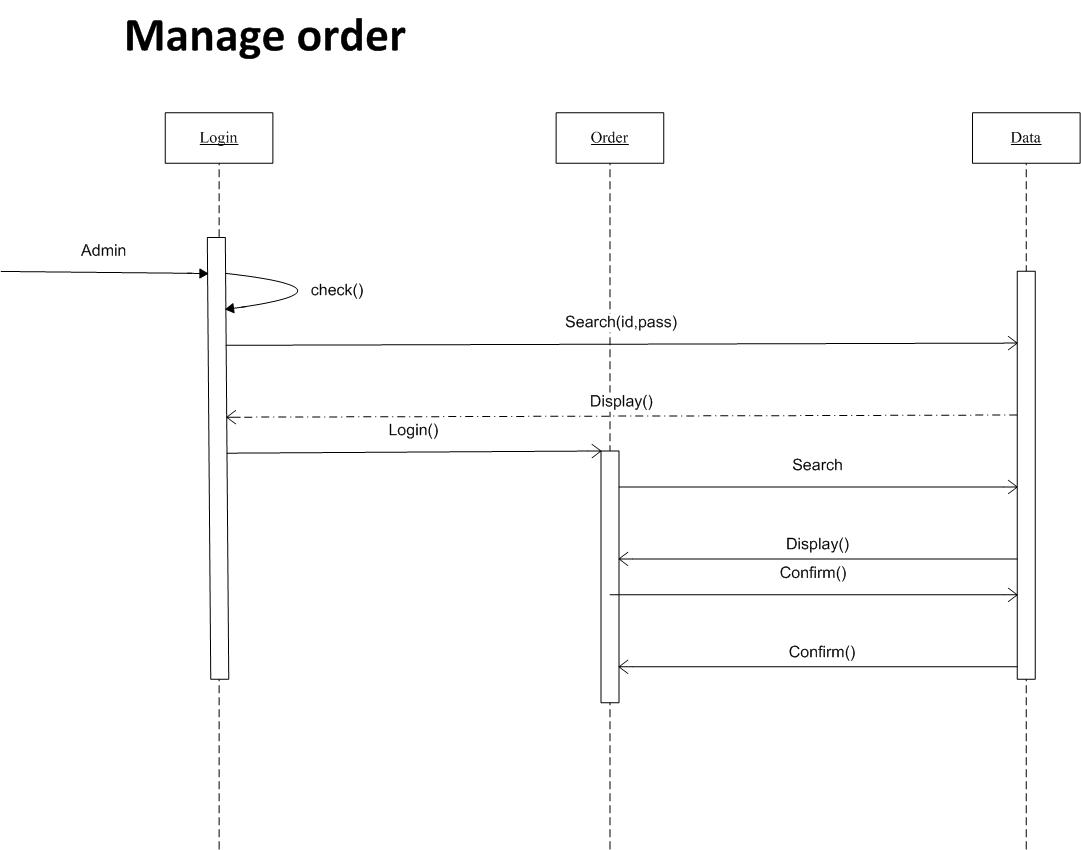 Manage order
Login
Order
Data
Admin
check()
Search(id,pass)
Display()
Login()
Search
Display()
Confirm()
Confirm()